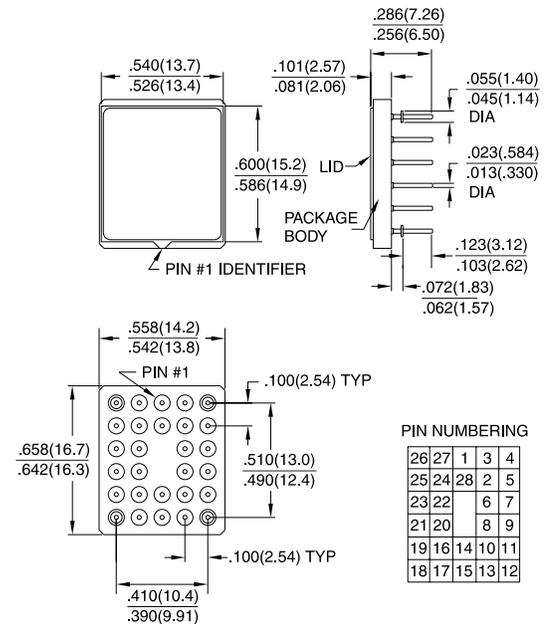 .286(7.26)
.256(6.50)
.540(13.7)
.526(13.4)
.101(2.57)
.081(2.06)
.055(1.40)
.045(1.14)
DIA
.600(15.2)
.586(14.9)
LID
.023(.584)
.013(.330)
DIA
PACKAGE
BODY
PIN #1 IDENTIFIER
.123(3.12)
.103(2.62)
.072(1.83)
.062(1.57)
.558(14.2)
.542(13.8)
PIN #1
.100(2.54) TYP
.658(16.7)
.642(16.3)
.510(13.0)
.490(12.4)
.100(2.54) TYP
.410(10.4)
.390(9.91)
PIN NUMBERING
26 27 1 3 4
25 24 28 2 5
23 22 6 7
21 20 8 9
19 16 14 10 11
18 17 15 13 12